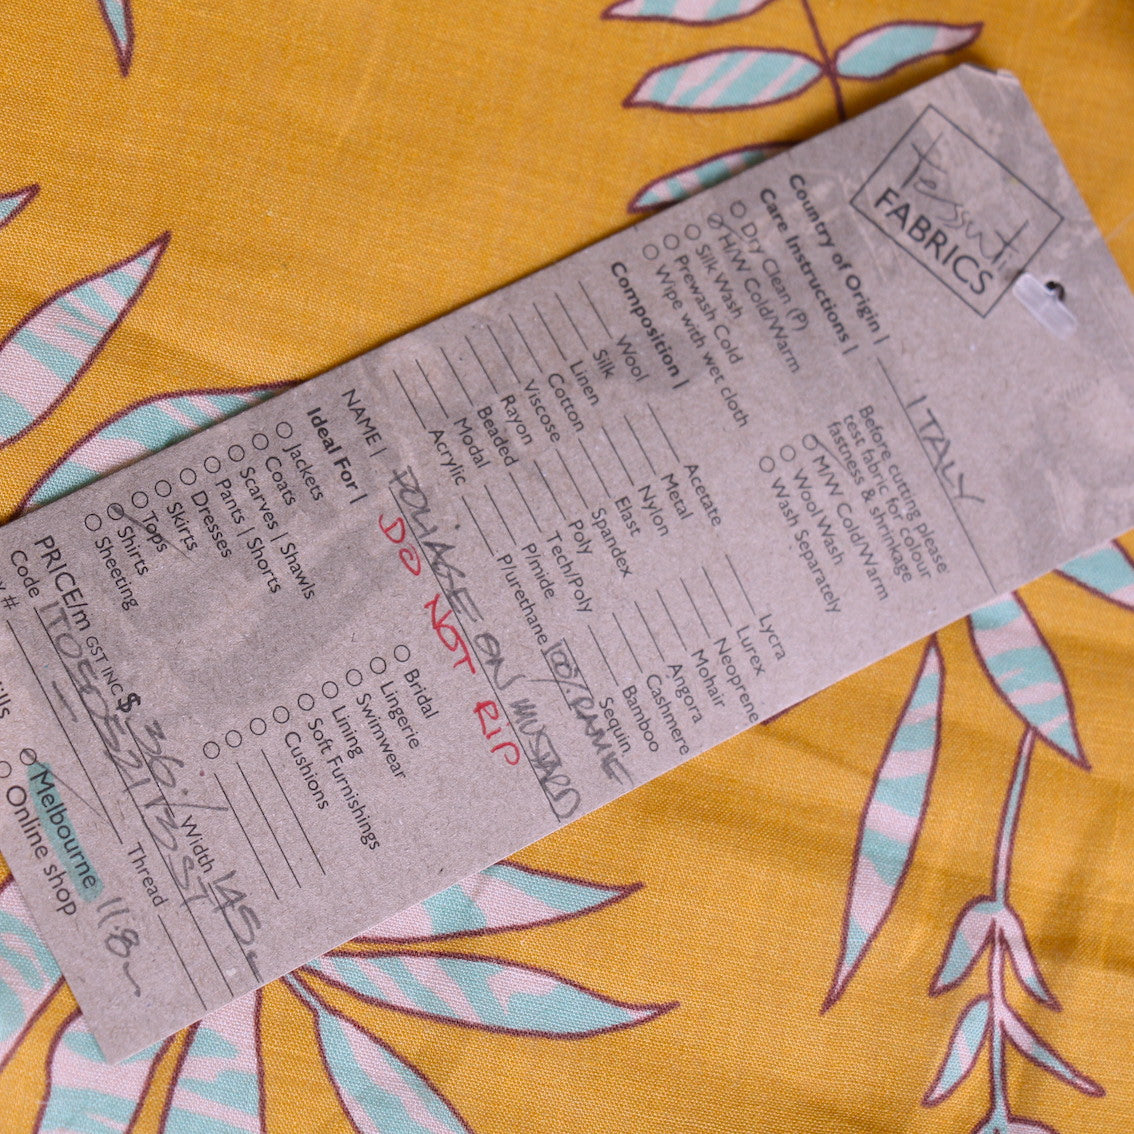 tessuti
FABRICS
Country of Origin | ITALY
Care Instructions |
Dry Clean (P)
H/W Cold/Warm
Silk Wash
Prewash Cold
Wipe with wet cloth
Before cutting please
test fabric for colour
fastness & shrinkage
M/W Cold/Warm
Wool Wash
Wash Separately
Composition |
Wool
Silk
Linen
Cotton
Viscose
Rayon
Beaded
Modal
Acrylic
Acetate
Metal
Nylon
Elast
Spandex
Poly
Tech/Poly
P/mide
P/urethane
Lycra
Lurex
Neoprene
Mohair
Angora
Cashmere
Bamboo
Sequin
100%
NAME | FOLIAGE ON MUSTARD
DO NOT RIP
Ideal For |
Jackets
Coats
Scarves | Shawls
Pants | Shorts
Dresses
Skirts
Tops
Shirts
Sheeting
Bridal
Lingerie
Swimwear
Lining
Soft Furnishings
Cushions
PRICE/m GST INC $ 36 Width 145
Code
Thread
#
Melbourne 11.8
Online shop